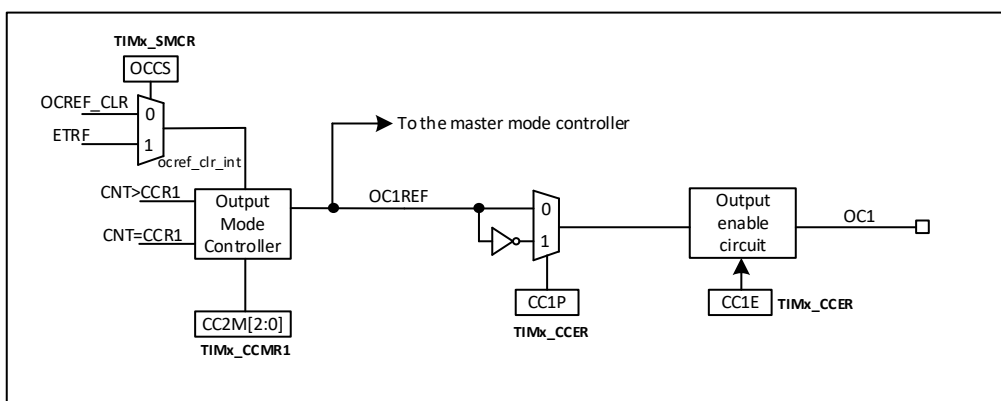 TIMx_SMCR
OCCS
OCREF_CLR
0
ETRF
1
ocref_clr_int
To the master mode controller
CNT>CCR1
CNT=CCR1
Output
Mode
Controller
OC1REF
0
1
Output
enable
circuit
OC1
CC2M[2:0]
TIMx_CCMR1
CC1P
TIMx_CCER
CC1E
TIMx_CCER